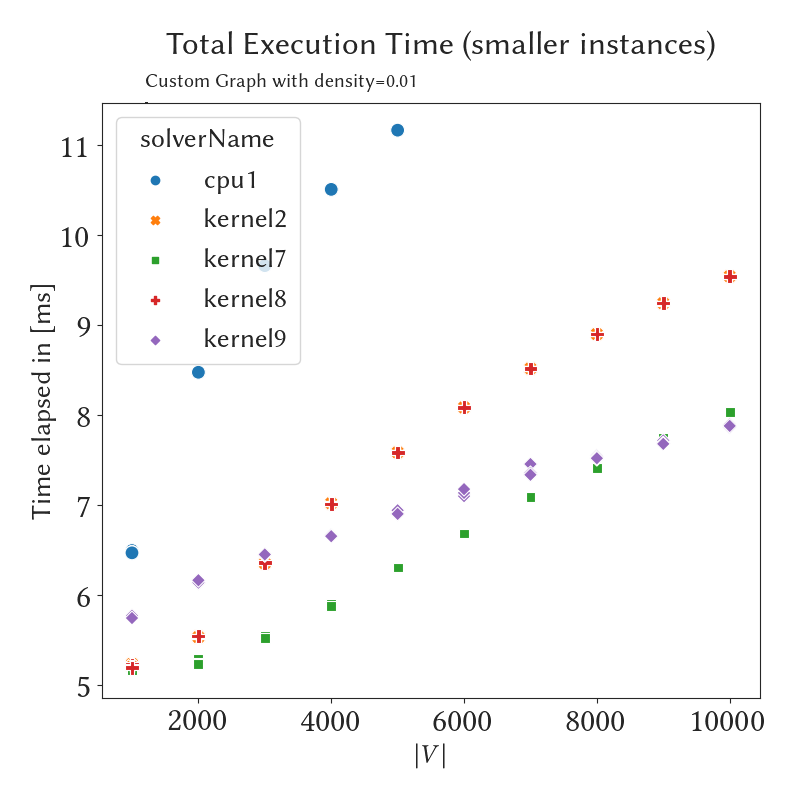 Total Execution Time (smaller instances)
Custom Graph with density=0.01
solverName
cpu1
kernel2
kernel7
kernel8
kernel9
Time elapsed in [ms]
11
10
9
8
7
6
5
2000 4000 6000 8000 10000
|V|